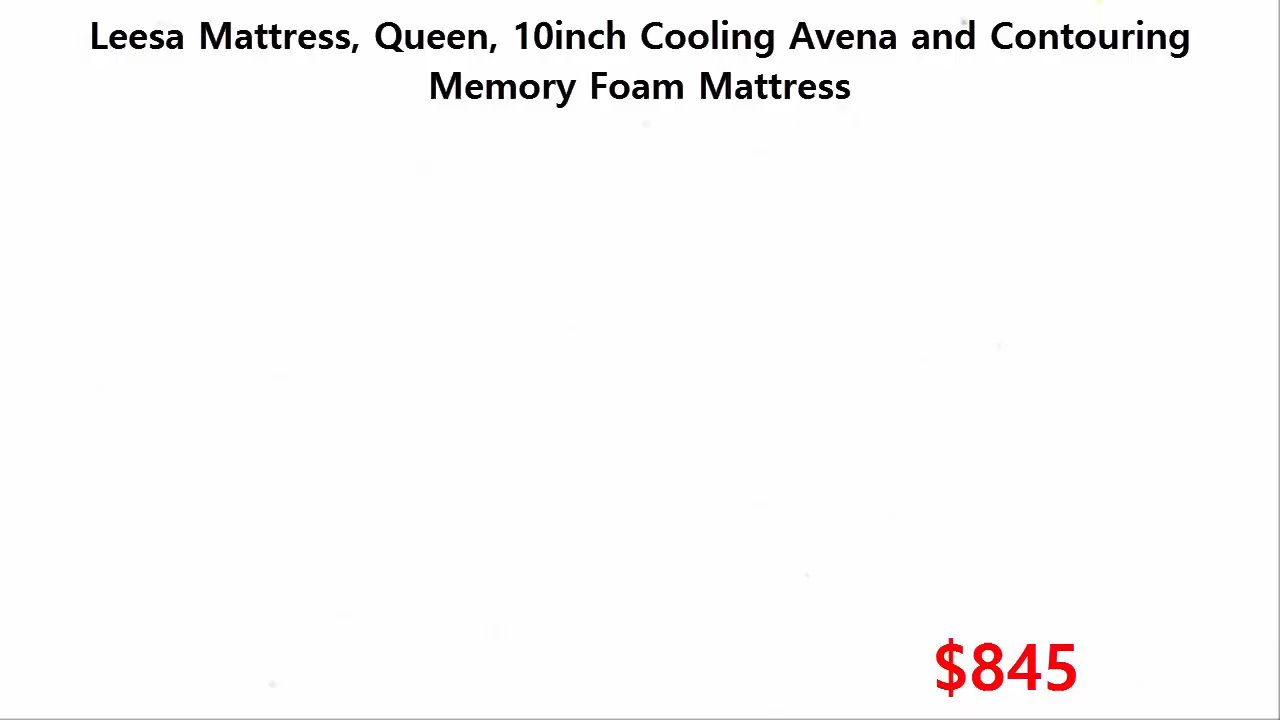 Leesa Mattress, Queen, 10inch Cooling Avena and Contouring
Memory Foam Mattress
$845